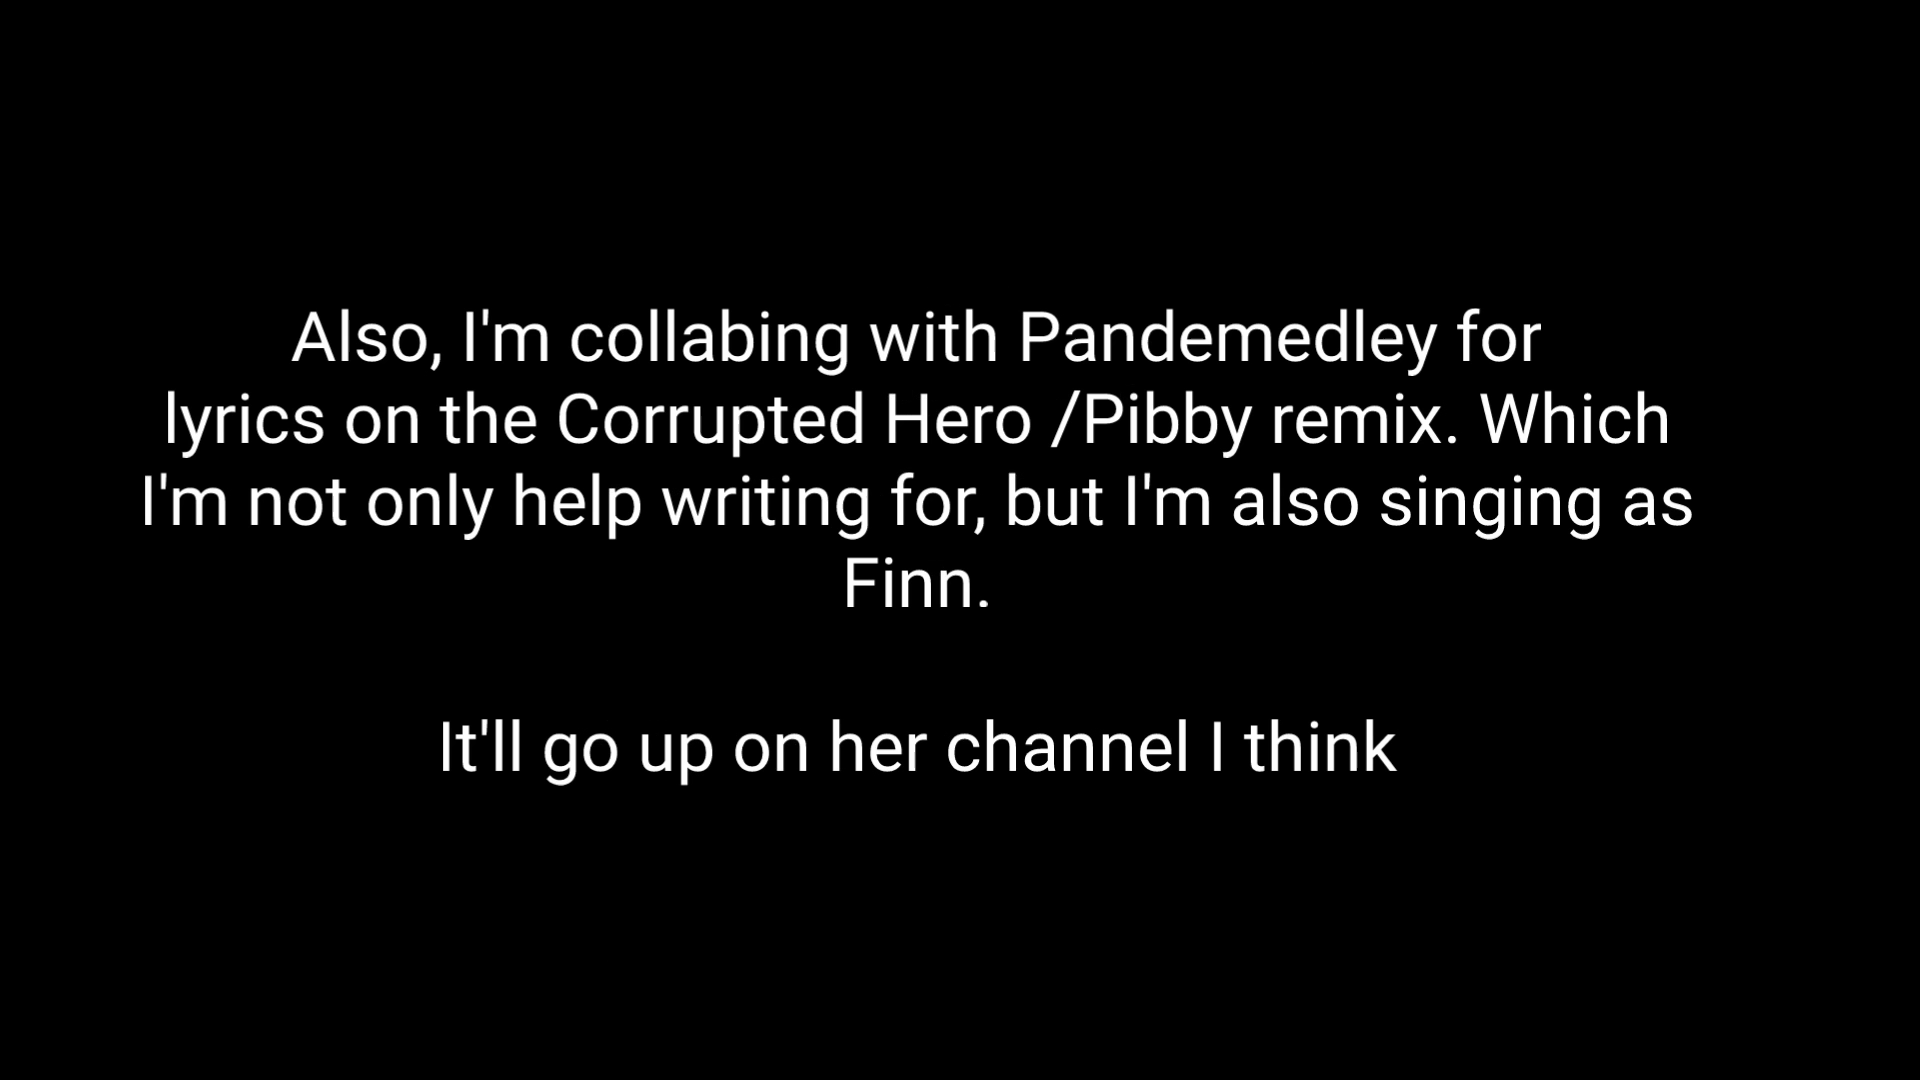 Also, I'm collabing with Pandemedley for
lyrics on the Corrupted Hero /Pibby remix. Which
I'm not only help writing for, but I'm also singing as
Finn.
It'll go up on her channel I think